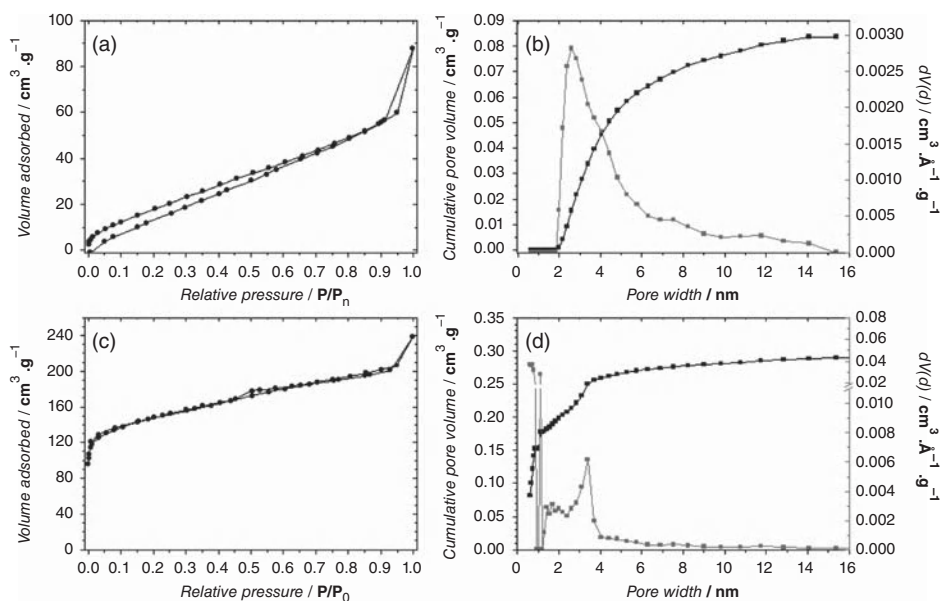 (a)
Volume adsorbed / cm³ .g⁻¹
100
80
60
40
20
0
0.0 0.1 0.2 0.3 0.4 0.5 0.6 0.7 0.8 0.9 1.0
Relative pressure / P/Pₙ
(b)
Cumulative pore volume / cm³ .g⁻¹
0.09
0.08
0.07
0.06
0.05
0.04
0.03
0.02
0.01
0.00
0 2 4 6 8 10 12 14 16
Pore width / nm
0.0030
0.0025
0.0020
0.0015
0.0010
0.0005
0.000
dV(d) / cm³ .Å⁻¹ .g⁻¹
(c)
Volume adsorbed / cm³ .g⁻¹
240
200
160
120
80
40
0
0.0 0.1 0.2 0.3 0.4 0.5 0.6 0.7 0.8 0.9 1.0
Relative pressure / P/P₀
(d)
Cumulative pore volume / cm³ .g⁻¹
0.35
0.30
0.25
0.20
0.15
0.10
0.05
0.00
0 2 4 6 8 10 12 14 16
Pore width / nm
0.08
0.06
0.04
0.02
0.010
0.008
0.006
0.004
0.002
0.000
dV(d) / cm³ .Å⁻¹ .g⁻¹